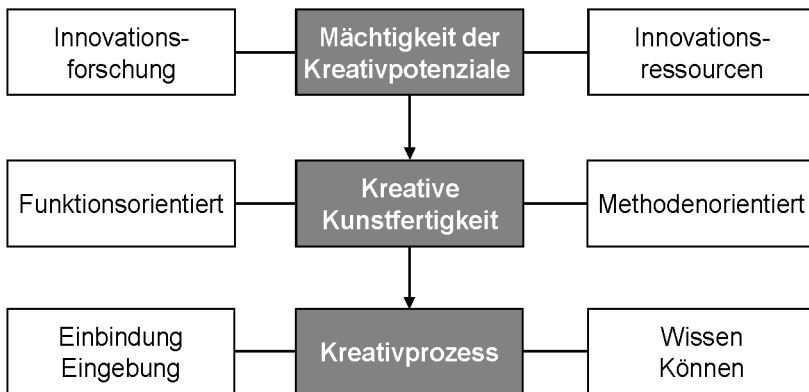 Innovations-
forschung
Mächtigkeit der
Kreativpotenziale
Innovations-
ressourcen
Funktionsorientiert
Kreative
Kunstfertigkeit
Methodenorientiert
Einbindung
Eingebung
Kreativprozess
Wissen
Können